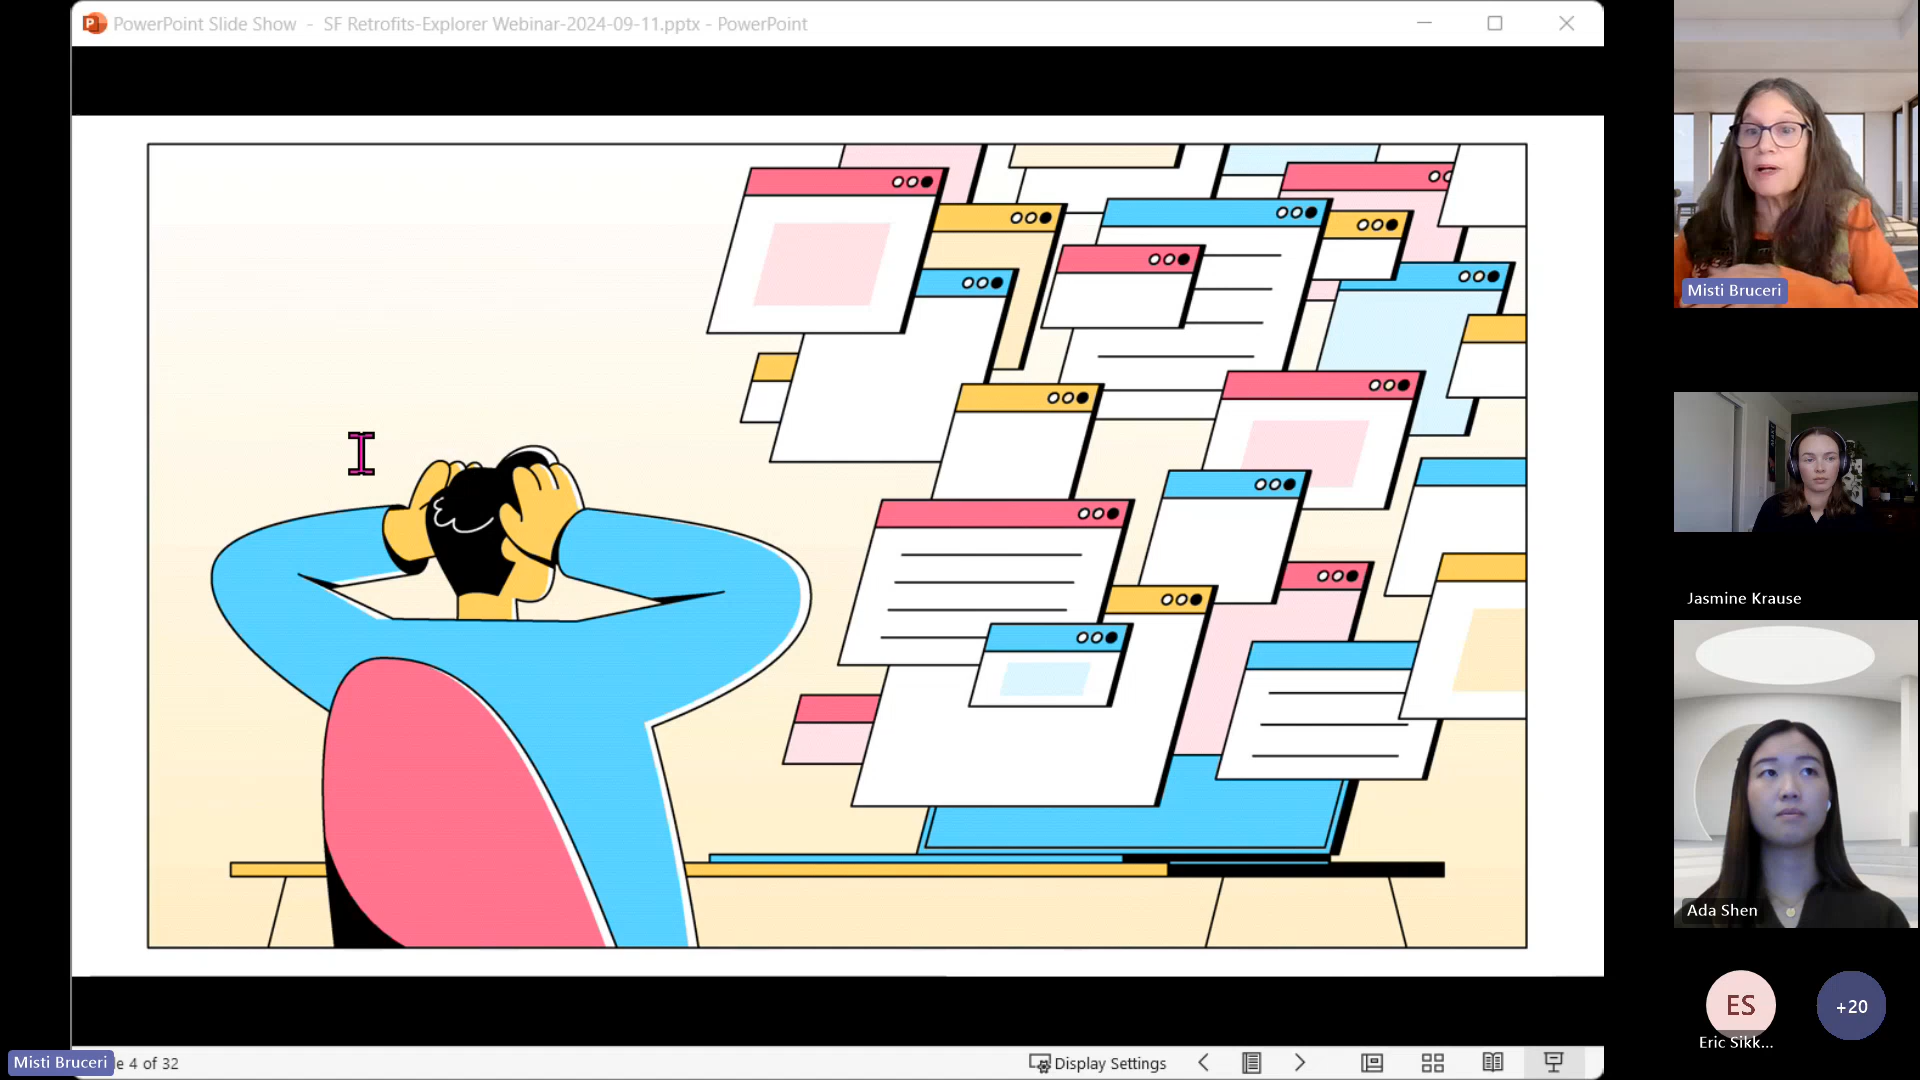 PowerPoint Slide Show - SF Retrofits-Explorer Webinar-2024-09-11.pptx - PowerPoint
Misti Bruceri
Jasmine Krause
Ada Shen
ES
+20
Eric Sikk...
Misti Bruceri
4 of 32
Display Settings